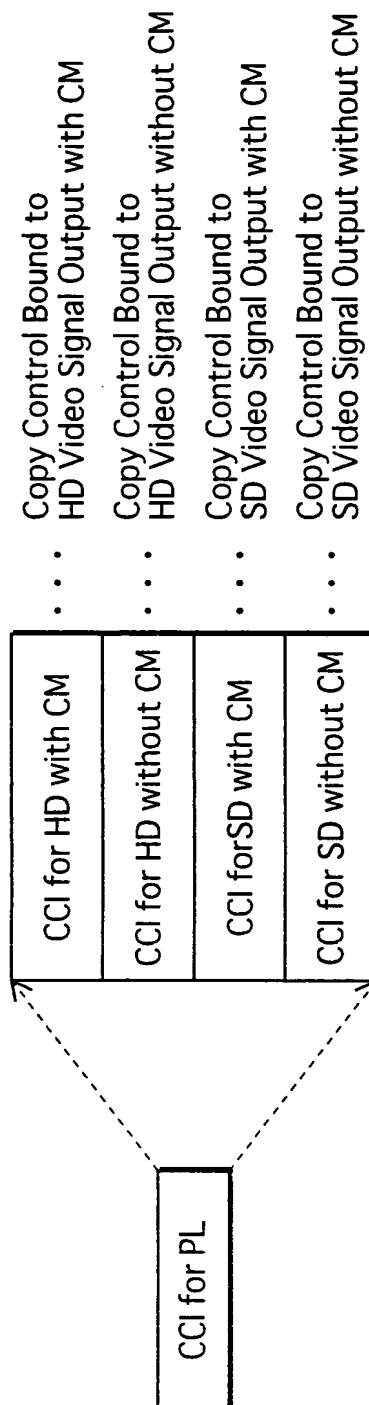 CCI for PL
CCI for HD with CM
. . . Copy Control Bound to
HD Video Signal Output with CM
CCI for HD without CM
. . . Copy Control Bound to
HD Video Signal Output without CM
CCI forSD with CM
. . . Copy Control Bound to
SD Video Signal Output with CM
CCI for SD without CM
. . . Copy Control Bound to
SD Video Signal Output without CM